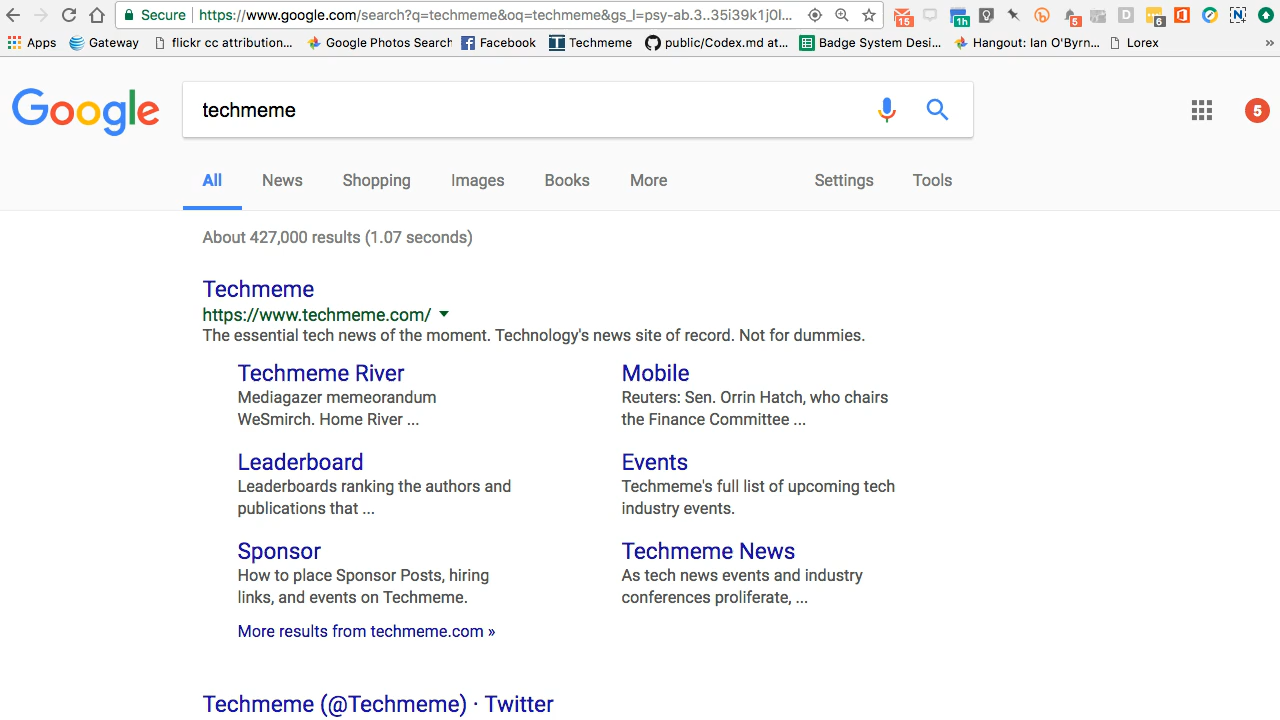 Secure https://www.google.com/search?q=techmeme&oq=techmeme&gs_l=psy-ab.3..35i39k1j0l... 15 1h 5 D 6 N
Apps Gateway flickr cc attribution... Google Photos Search Facebook Techmeme public/Codex.md at... Badge System Desi... Hangout: Ian O'Byrn... Lorex »
Google techmeme 5
All News Shopping Images Books More Settings Tools
About 427,000 results (1.07 seconds)
Techmeme
https://www.techmeme.com/
The essential tech news of the moment. Technology's news site of record. Not for dummies.
Techmeme River
Mediagazer memeorandum
WeSmirch. Home River ...
Mobile
Reuters: Sen. Orrin Hatch, who chairs
the Finance Committee ...
Leaderboard
Leaderboards ranking the authors and
publications that ...
Events
Techmeme's full list of upcoming tech
industry events.
Sponsor
How to place Sponsor Posts, hiring
links, and events on Techmeme.
Techmeme News
As tech news events and industry
conferences proliferate, ...
More results from techmeme.com »
Techmeme (@Techmeme) · Twitter